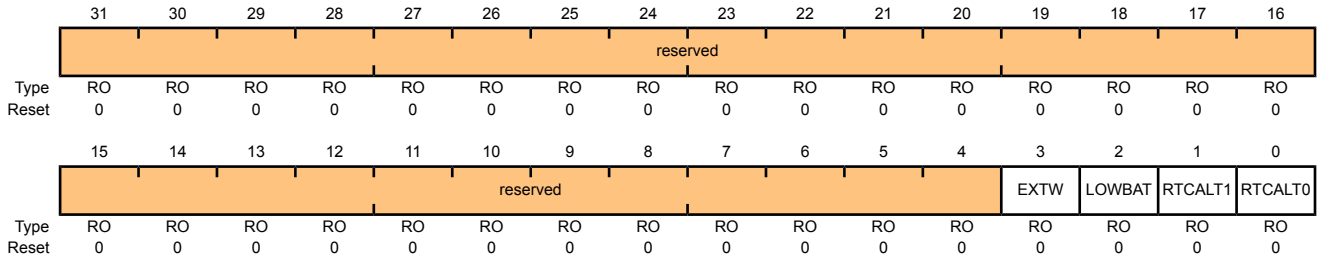 31 30 29 28 27 26 25 24 23 22 21 20 19 18 17 16
reserved
Type RO RO RO RO RO RO RO RO RO RO RO RO RO RO RO RO
Reset 0 0 0 0 0 0 0 0 0 0 0 0 0 0 0 0
15 14 13 12 11 10 9 8 7 6 5 4 3 2 1 0
reserved EXTW LOWBAT RTCALT1 RTCALT0
Type RO RO RO RO RO RO RO RO RO RO RO RO RO RO RO RO
Reset 0 0 0 0 0 0 0 0 0 0 0 0 0 0 0 0